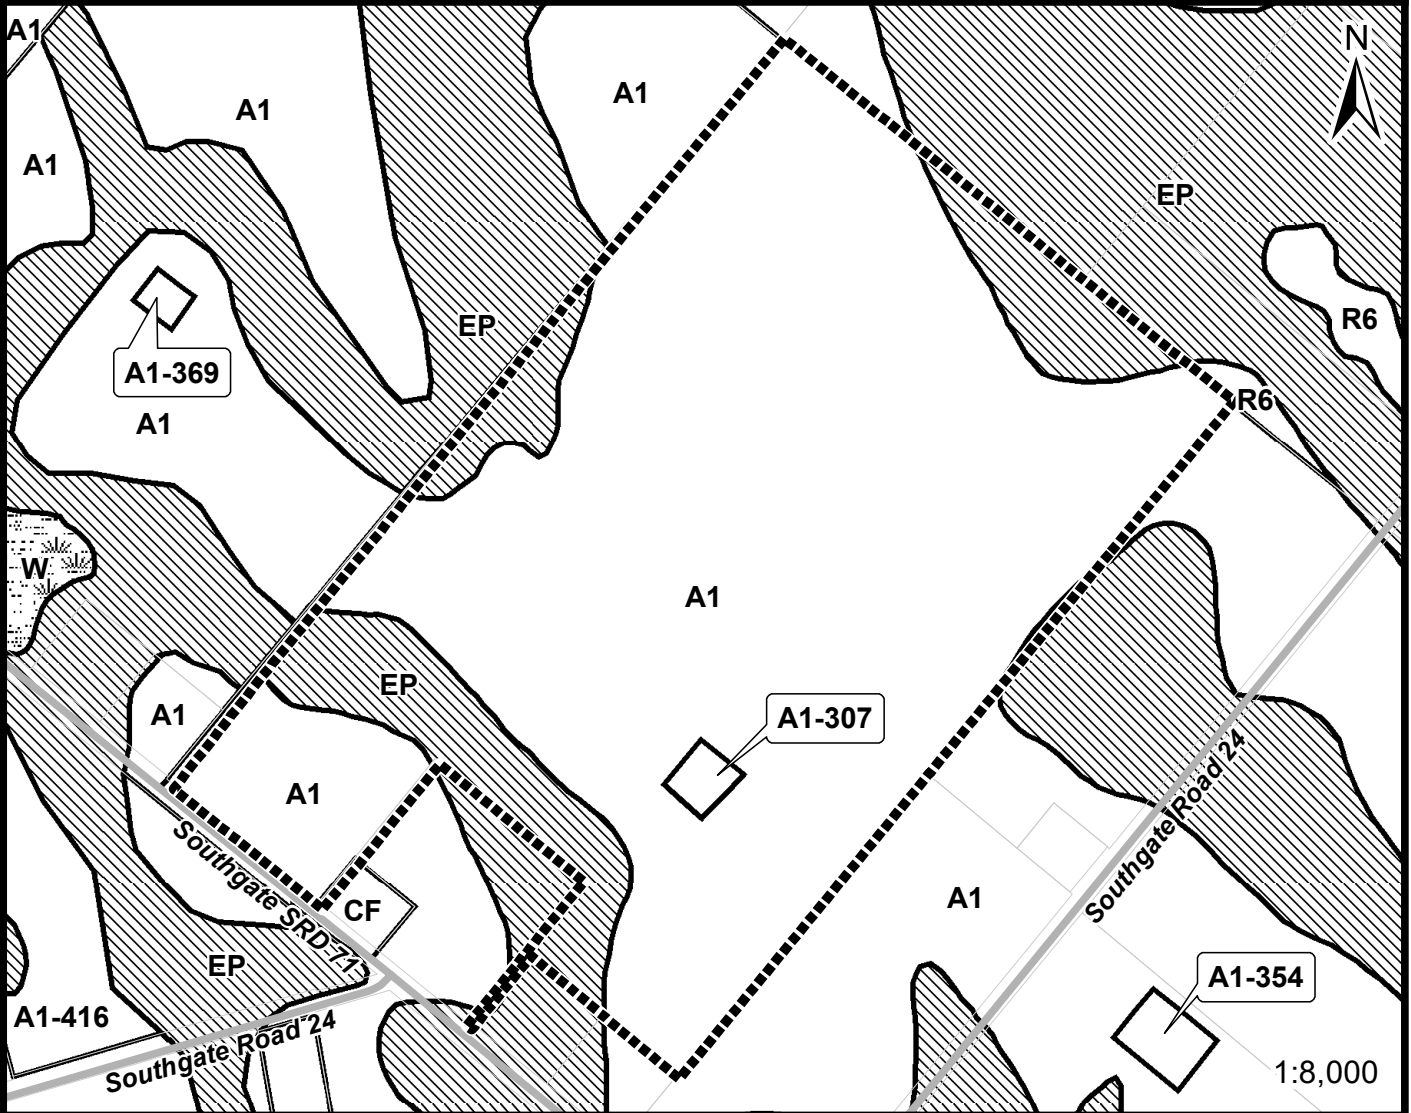 A1
N
A1
A1
A1
EP
EP
R6
A1-369
R6
A1
W
A1
EP
A1
A1-307
A1
Southgate Road 24
Southgate SRD 71
CF
A1
EP
A1-354
A1-416
Southgate Road 24
1:8,000